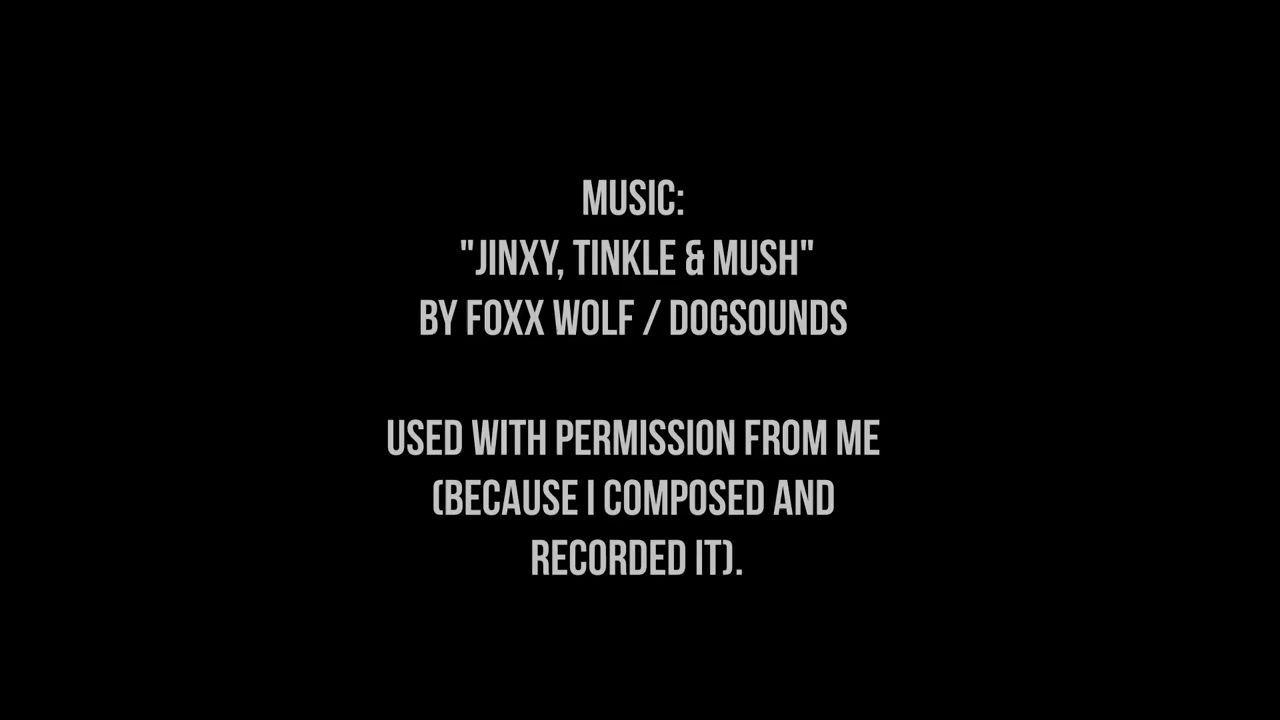 MUSIC:
"JINXY, TINKLE & MUSH"
BY FOXX WOLF / DOGSOUNDS
USED WITH PERMISSION FROM ME
(BECAUSE I COMPOSED AND
RECORDED IT).